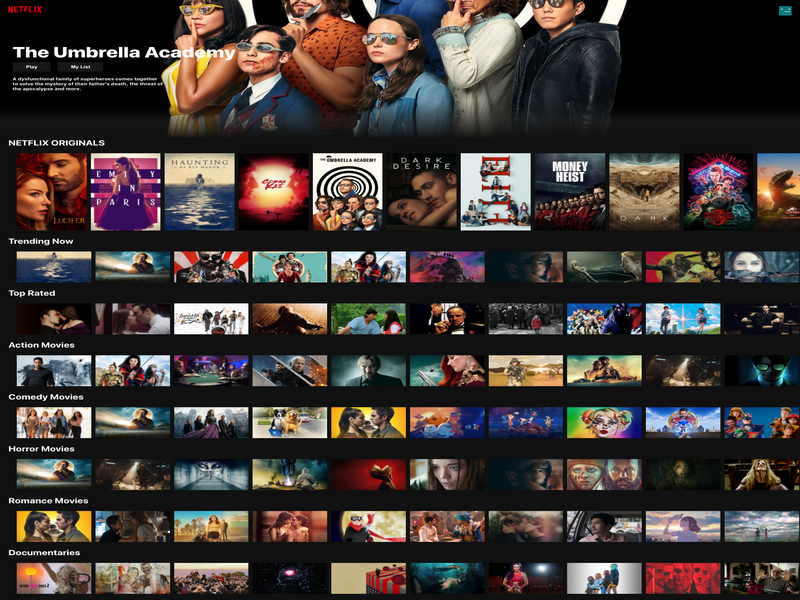 NETFLIX
The Umbrella Academy
Play
My List
A dysfunctional family of superheroes comes together
to solve the mystery of their father's death, the threat of
the apocalypse and more.
NETFLIX ORIGINALS
LUCIFER
EMILY
IN
PARIS
HAUNTING
OF BLY MANOR
COBRA
KAI
THE UMBRELLA ACADEMY
DARK
DESIRE
ELITE
MONEY
HEIST
DARK
Trending Now
Top Rated
Action Movies
Comedy Movies
Horror Movies
Romance Movies
Documentaries